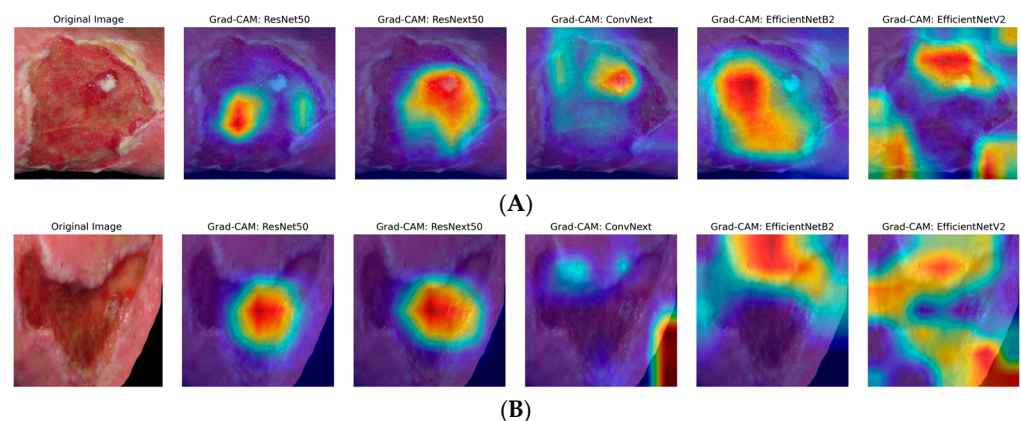 Original Image Grad-CAM: ResNet50 Grad-CAM: ResNext50 Grad-CAM: ConvNext Grad-CAM: EfficientNetB2 Grad-CAM: EfficientNetV2
(A)
Original Image Grad-CAM: ResNet50 Grad-CAM: ResNext50 Grad-CAM: ConvNext Grad-CAM: EfficientNetB2 Grad-CAM: EfficientNetV2
(B)